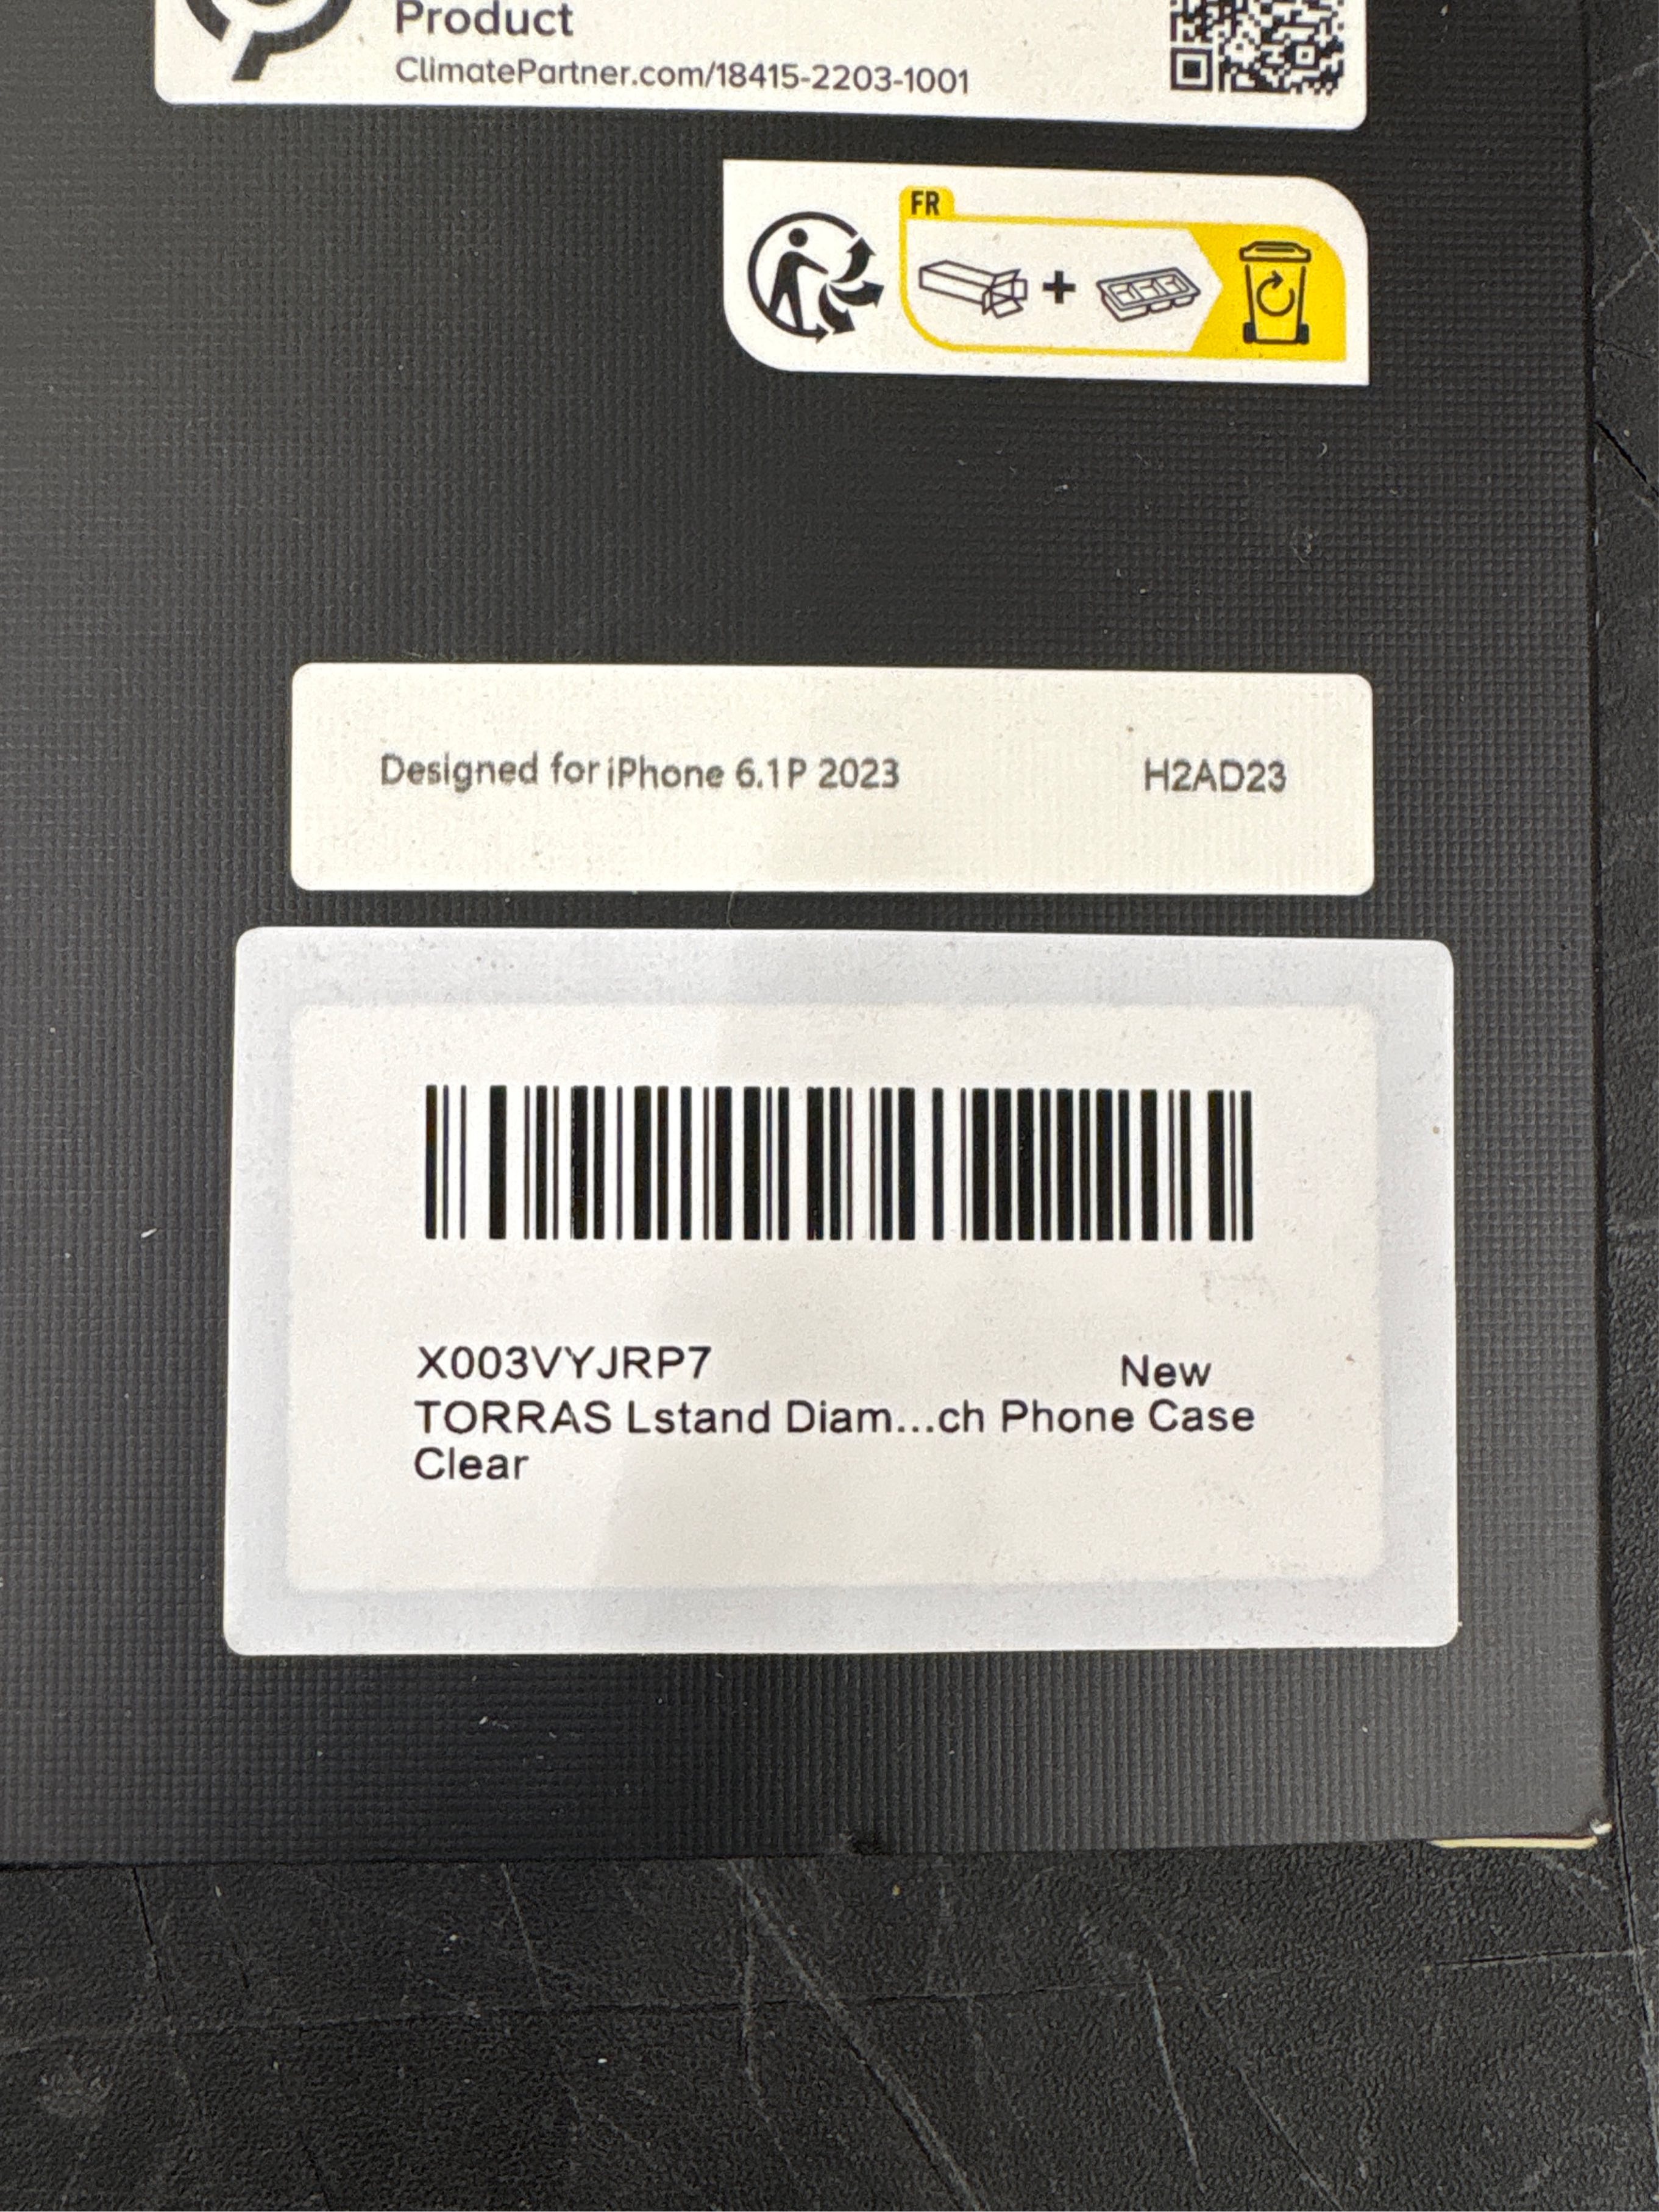 Product
ClimatePartner.com/18415-2203-1001
FR
Designed for iPhone 6.1P 2023 H2AD23
X003VYJRP7 New
TORRAS Lstand Diam...ch Phone Case
Clear